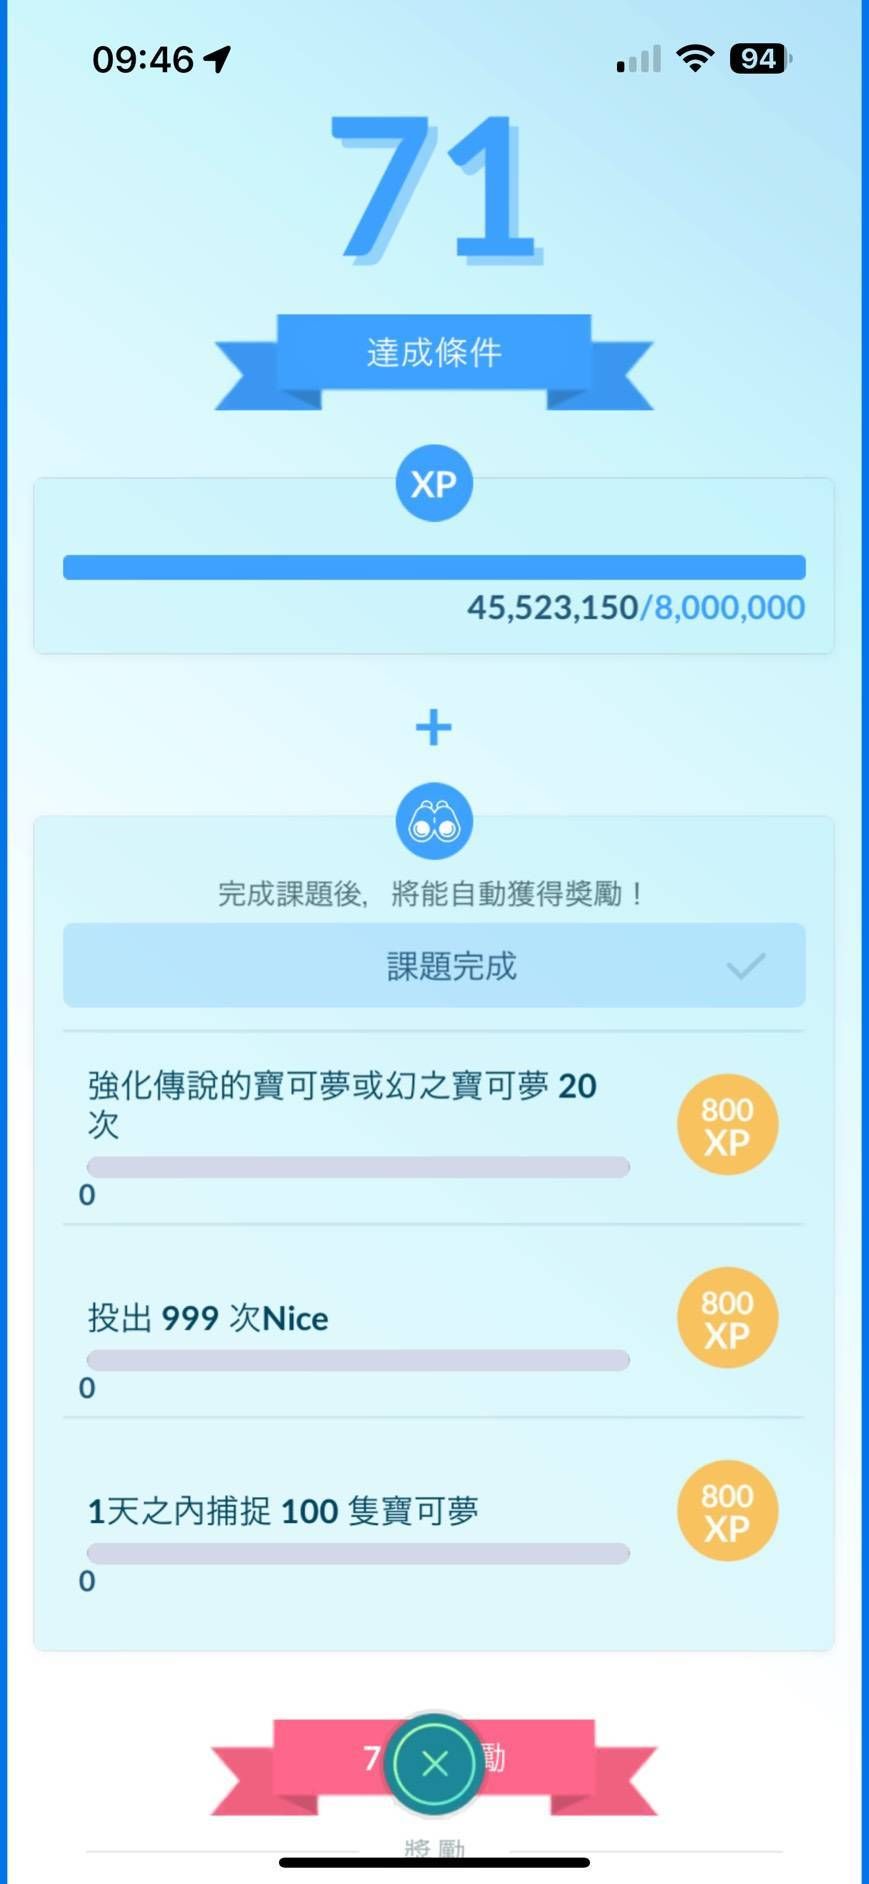 09:46
94
71
達成條件
XP
45,523,150/8,000,000
+
完成課題後，將能自動獲得獎勵！
課題完成
強化傳說的寶可夢或幻之寶可夢 20
次
800
XP
0
投出 999 次Nice
800
XP
0
1天之內捕捉 100 隻寶可夢
800
XP
0
7 勵
獎勵